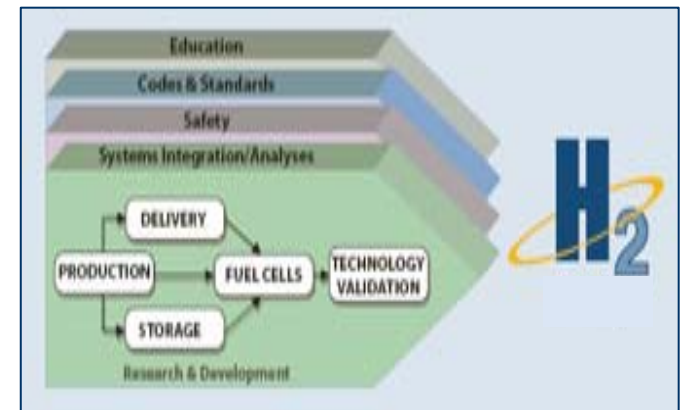 Education
Codes & Standards
Safety
Systems Integration/Analyses
DELIVERY
PRODUCTION
FUEL CELLS
TECHNOLOGY
VALIDATION
STORAGE
Research & Development
H2